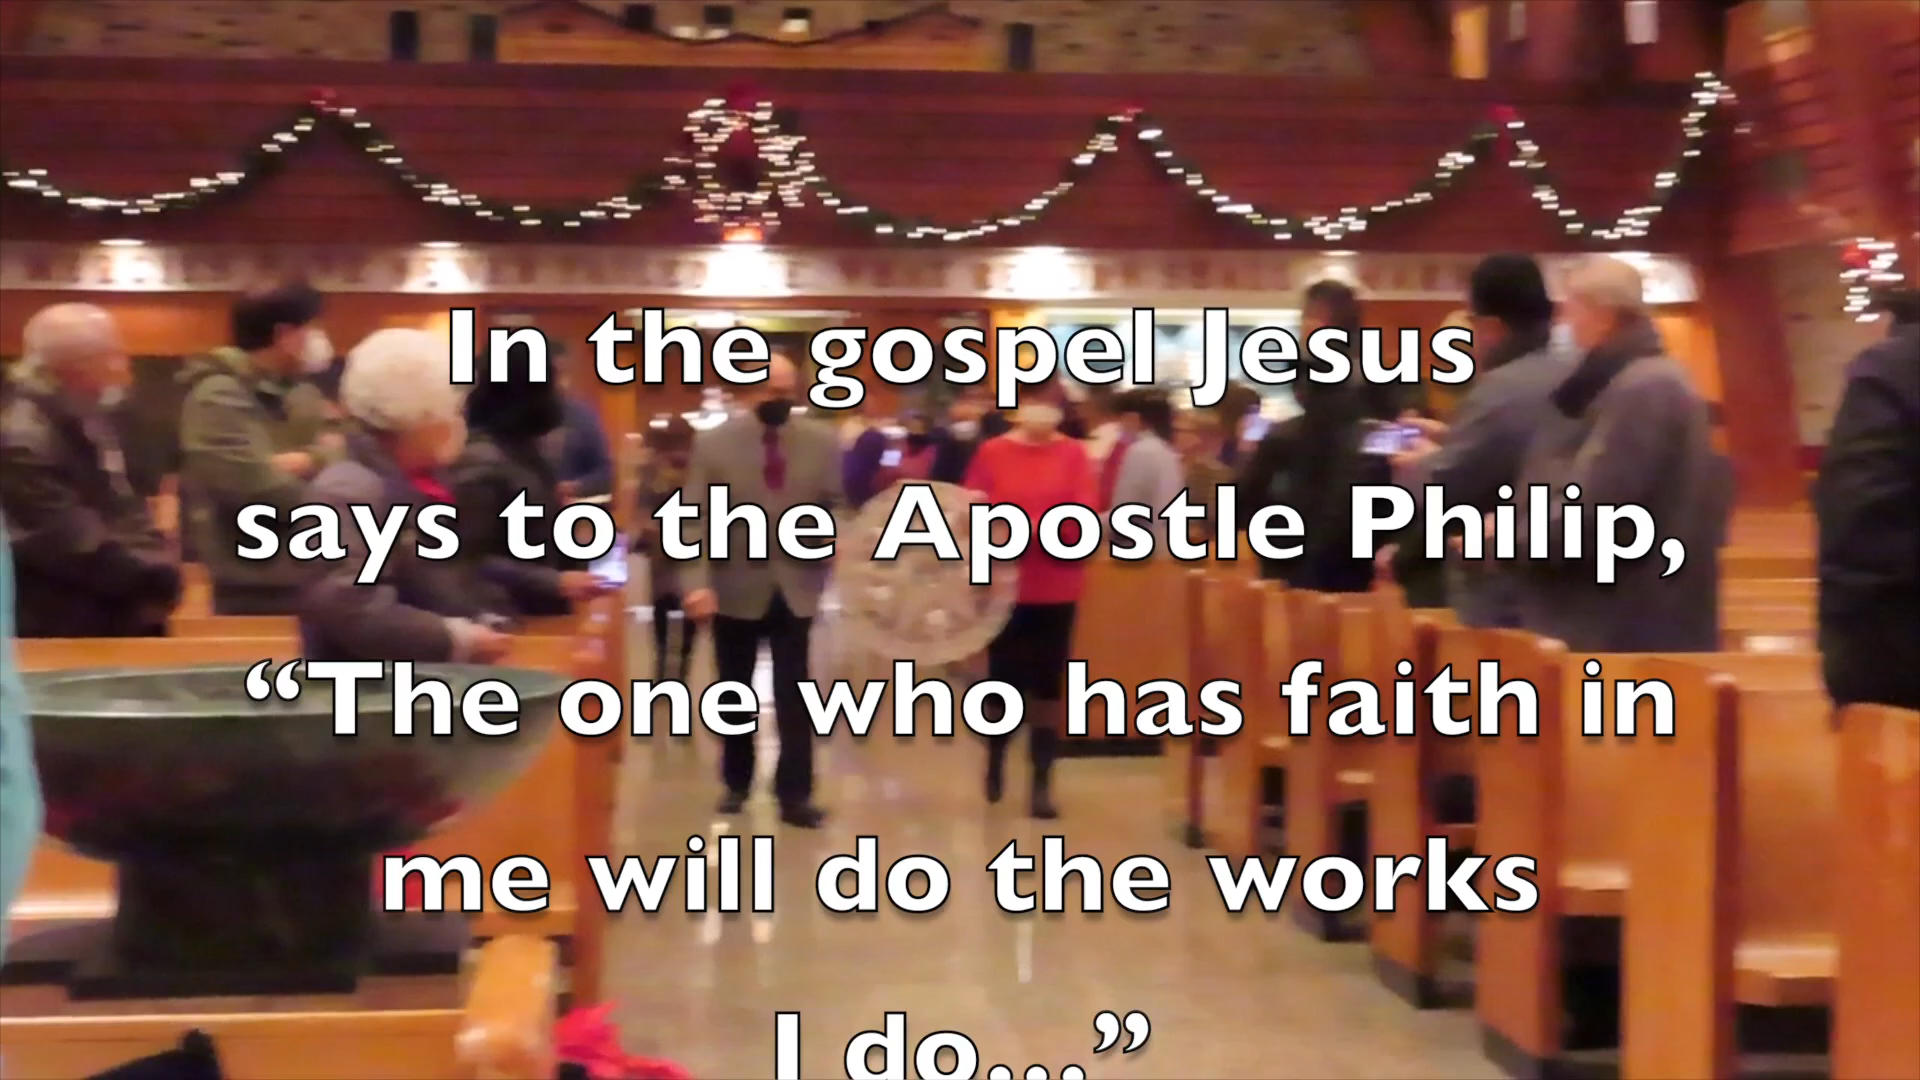 In the gospel Jesus
says to the Apostle Philip,
“The one who has faith in
me will do the works
I do...”